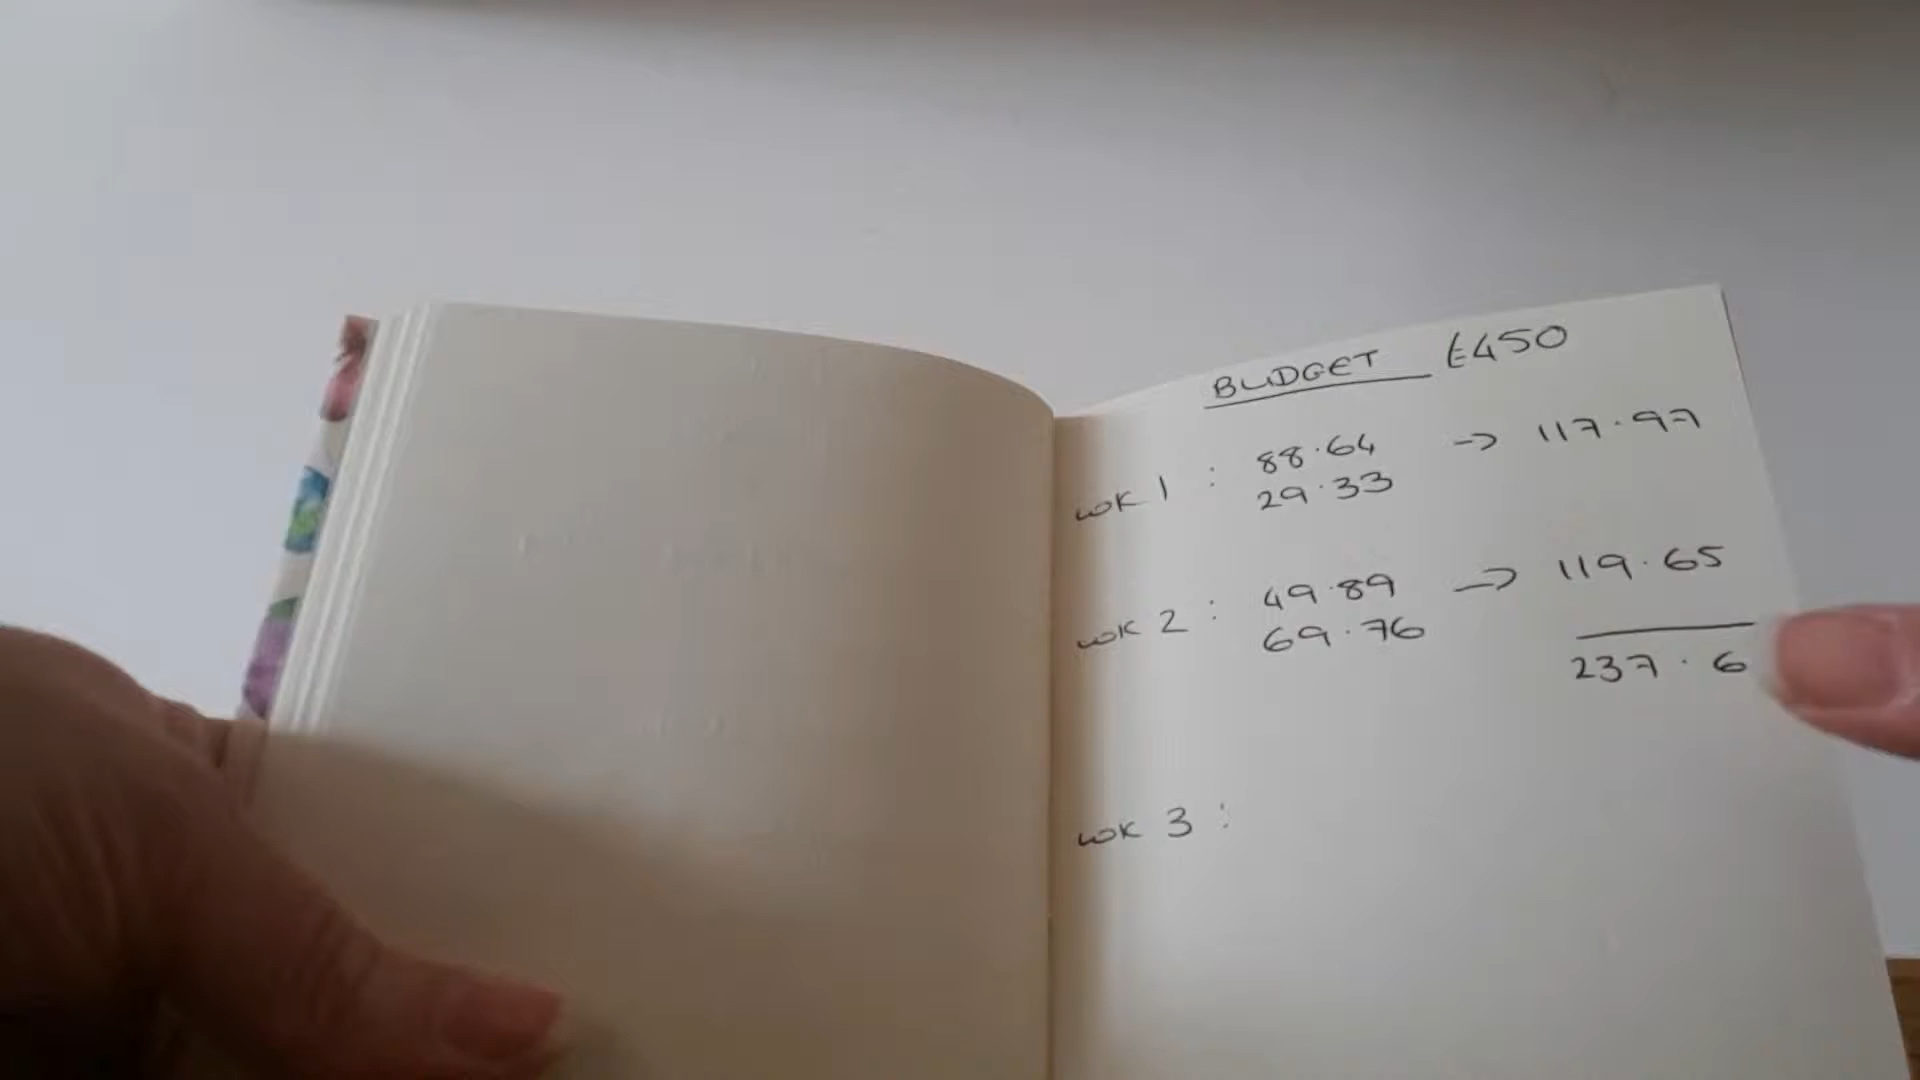 BUDGET £450
wk 1 : 88.64 → 117.97
29.33
wk 2 : 49.89 → 119.65
69.76
237.6
wk 3 :